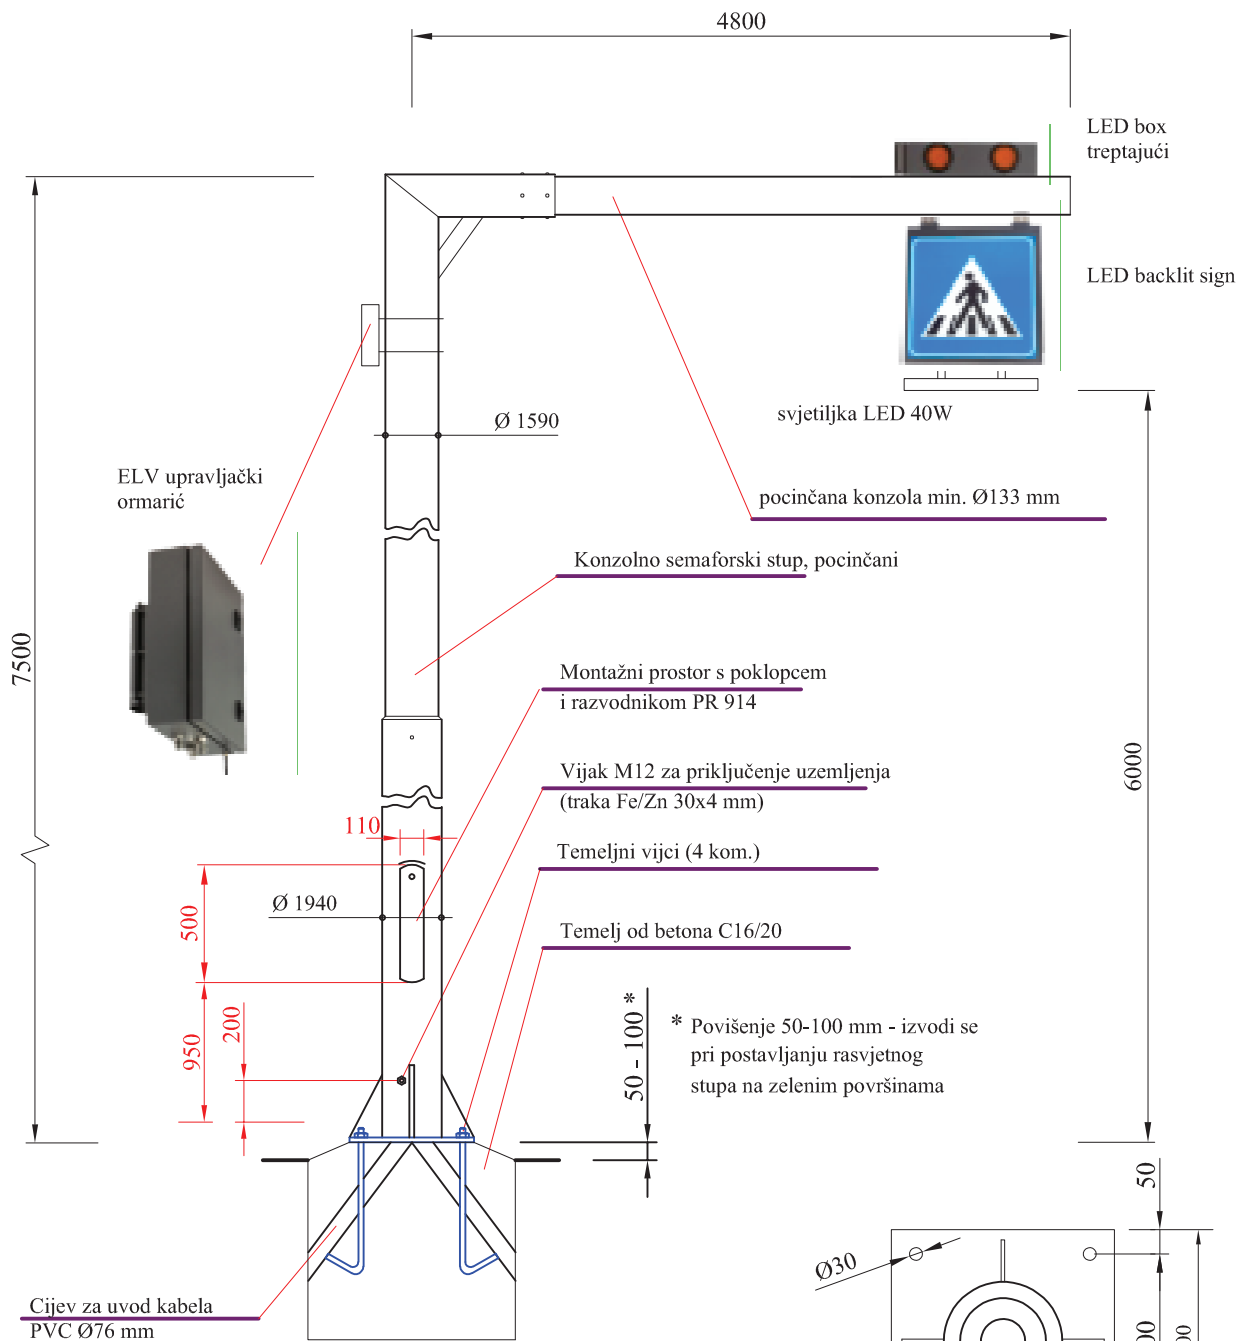 4800
LED box
treptajući
LED backlit sign
svjetiljka LED 40W
Ø 1590
ELV upravljački
ormarić
pocinčana konzola min. Ø133 mm
Konzolno semaforski stup, pocinčani
7500
Montažni prostor s poklopcem
i razvodnikom PR 914
6000
Vijak M12 za priključenje uzemljenja
(traka Fe/Zn 30x4 mm)
110
Temeljni vijci (4 kom.)
500
Ø 1940
Temelj od betona C16/20
950
200
50 - 100 *
* Povišenje 50-100 mm - izvodi se
pri postavljanju rasvjetnog
stupa na zelenim površinama
50
Ø30
Cijev za uvod kabela
PVC Ø76 mm